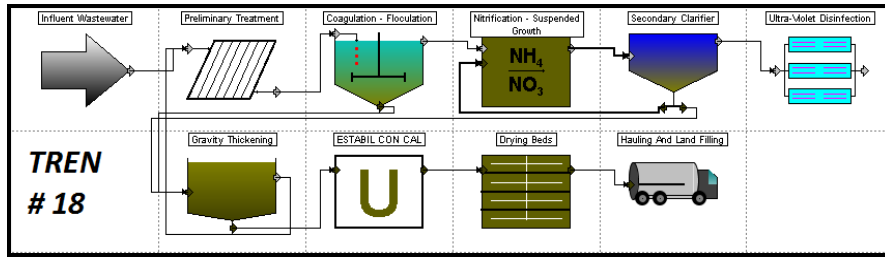 Influent Wastewater
Preliminary Treatment
Coagulation - Floculation
Nitrification - Suspended
Growth
Secondary Clarifier
Ultra-Violet Disinfection
NH4
NO3
Gravity Thickening
ESTABIL CON CAL
Drying Beds
Hauling And Land Filling
TREN
# 18
U